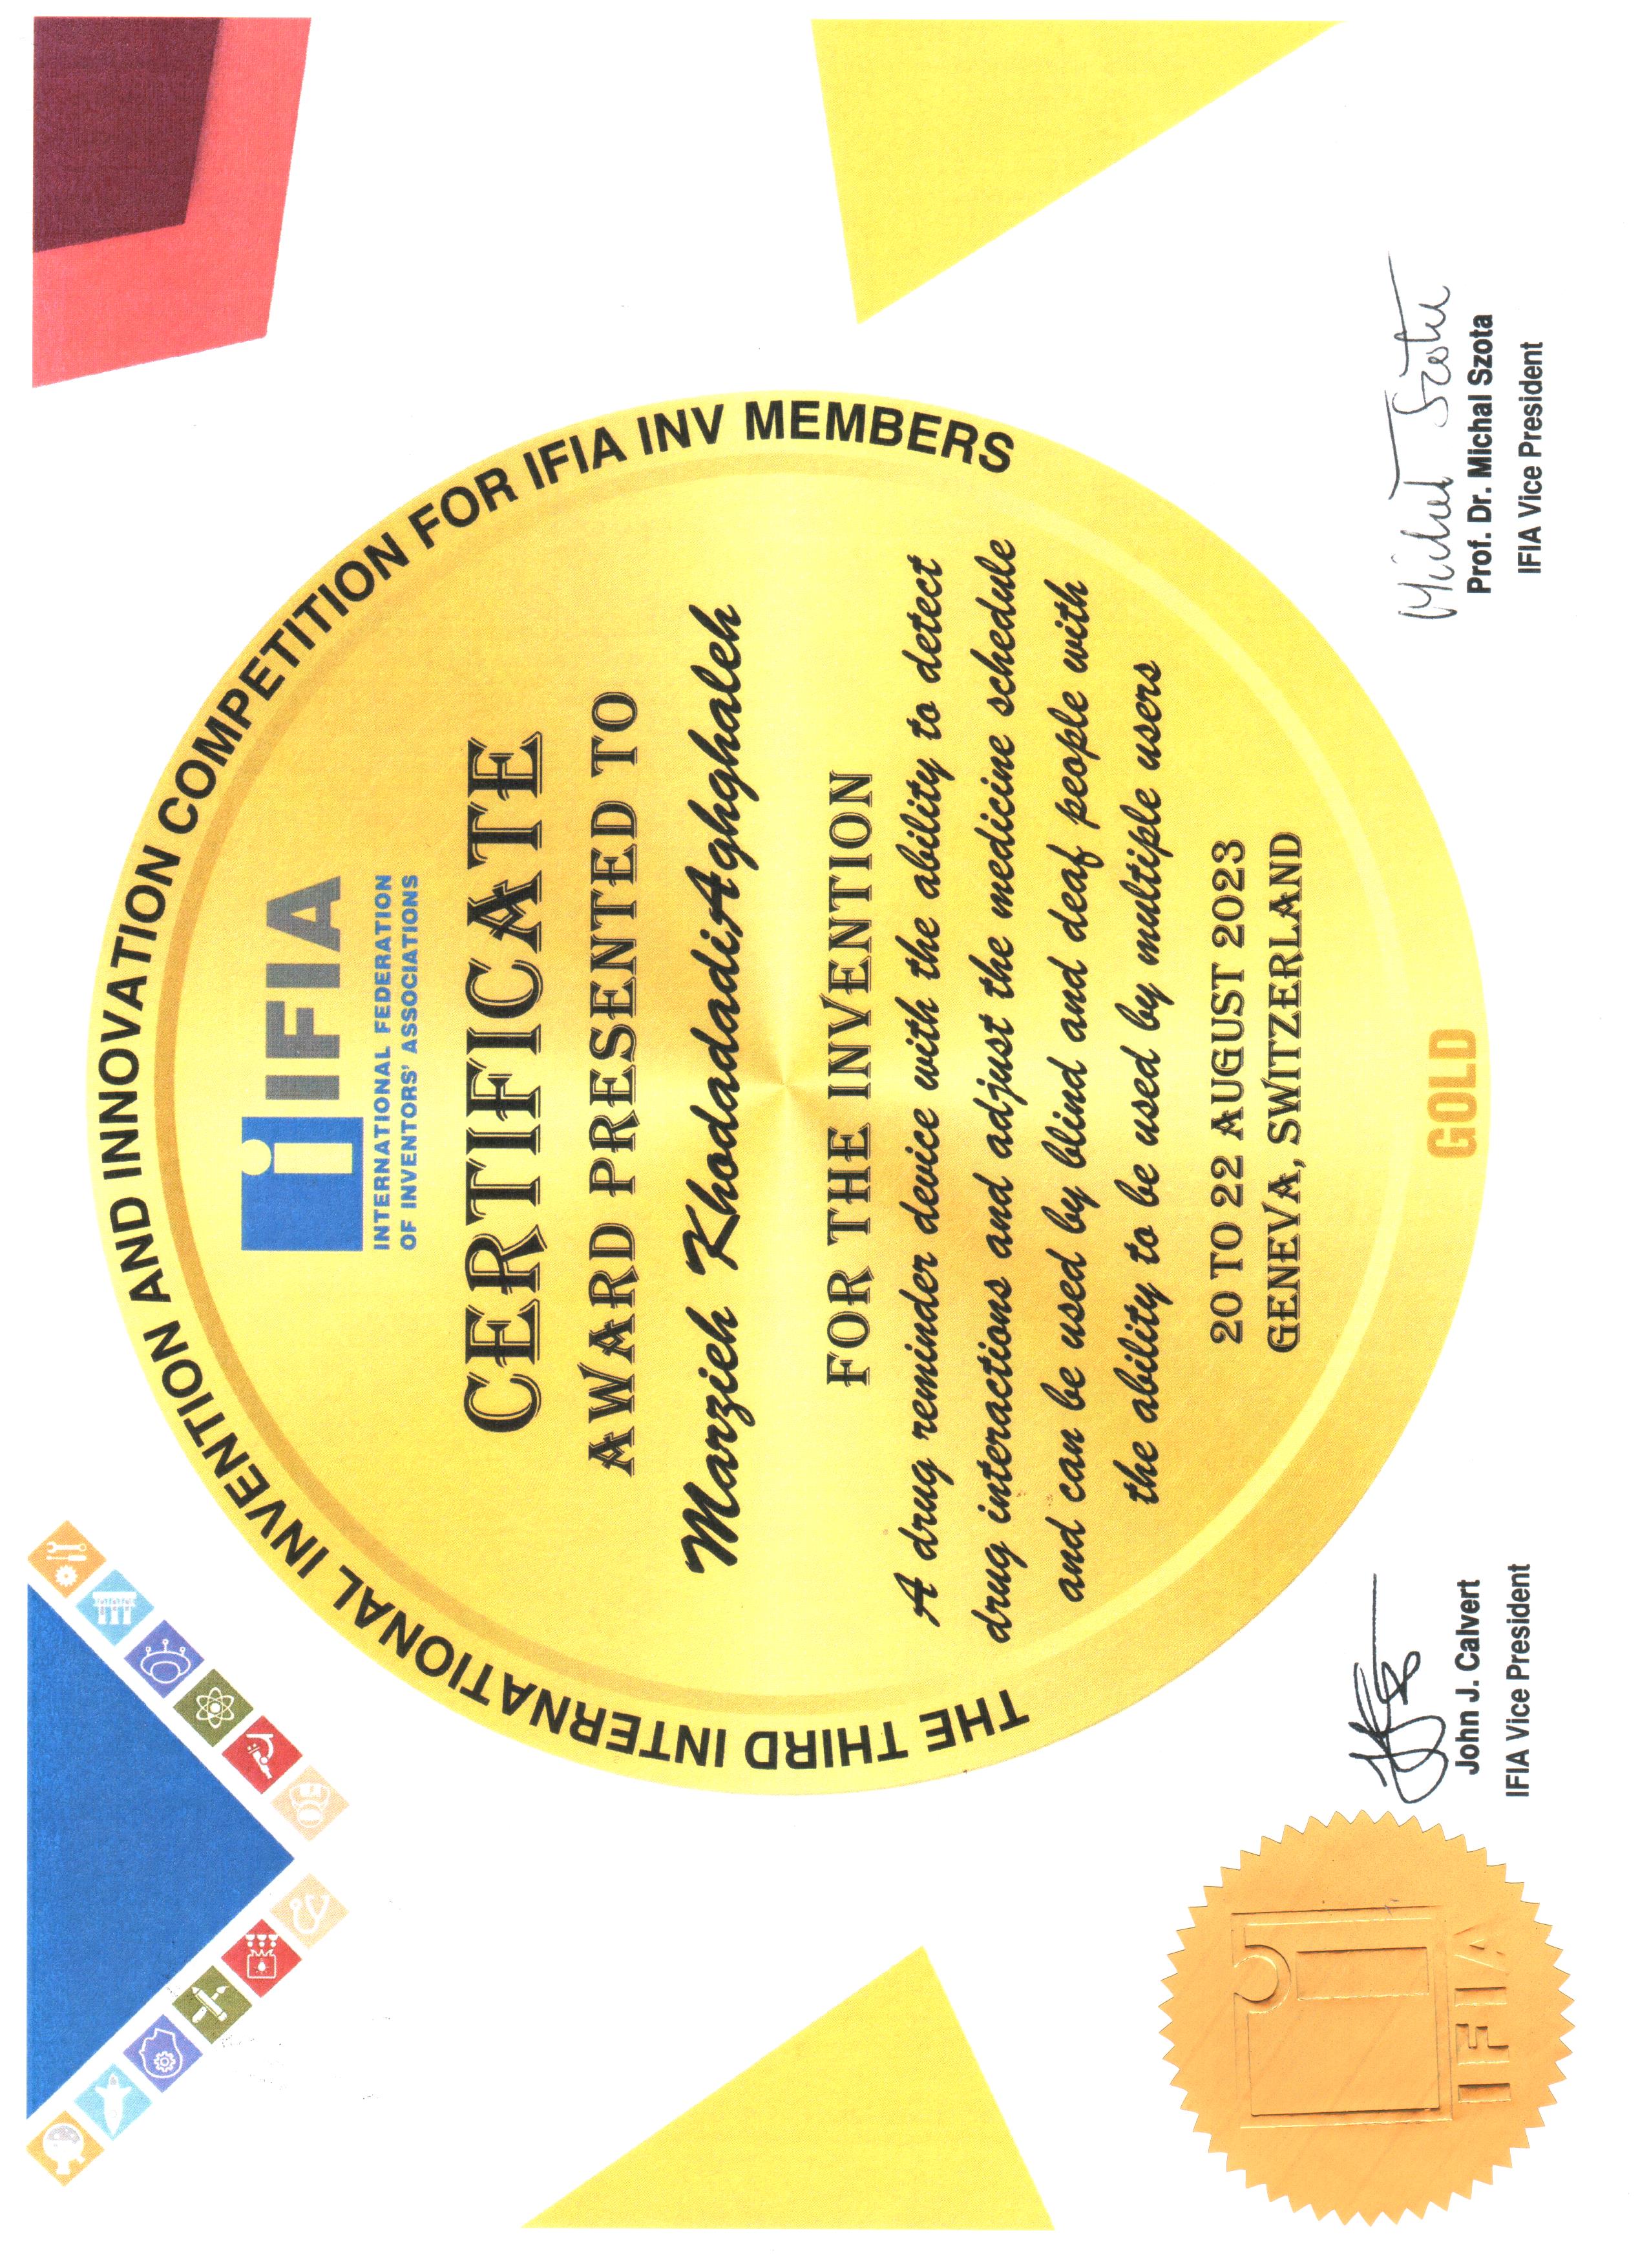 THE THIRD INTERNATIONAL INVENTION AND INNOVATION COMPETITION FOR IFIA INV MEMBERS
i IFIA
INTERNATIONAL FEDERATION
OF INVENTORS' ASSOCIATIONS
CERTIFICATE
AWARD PRESENTED TO
Marzieh KhodadadiAghghaleh
FOR THE INVENTION
A drug reminder device with the ability to detect
drug interactions and adjust the medicine schedule
and can be used by blind and deaf people with
the ability to be used by multiple users
20 TO 22 AUGUST 2023
GENEVA, SWITZERLAND
GOLD
IFIA
John J. Calvert
IFIA Vice President
Michal Szota
Prof. Dr. Michal Szota
IFIA Vice President